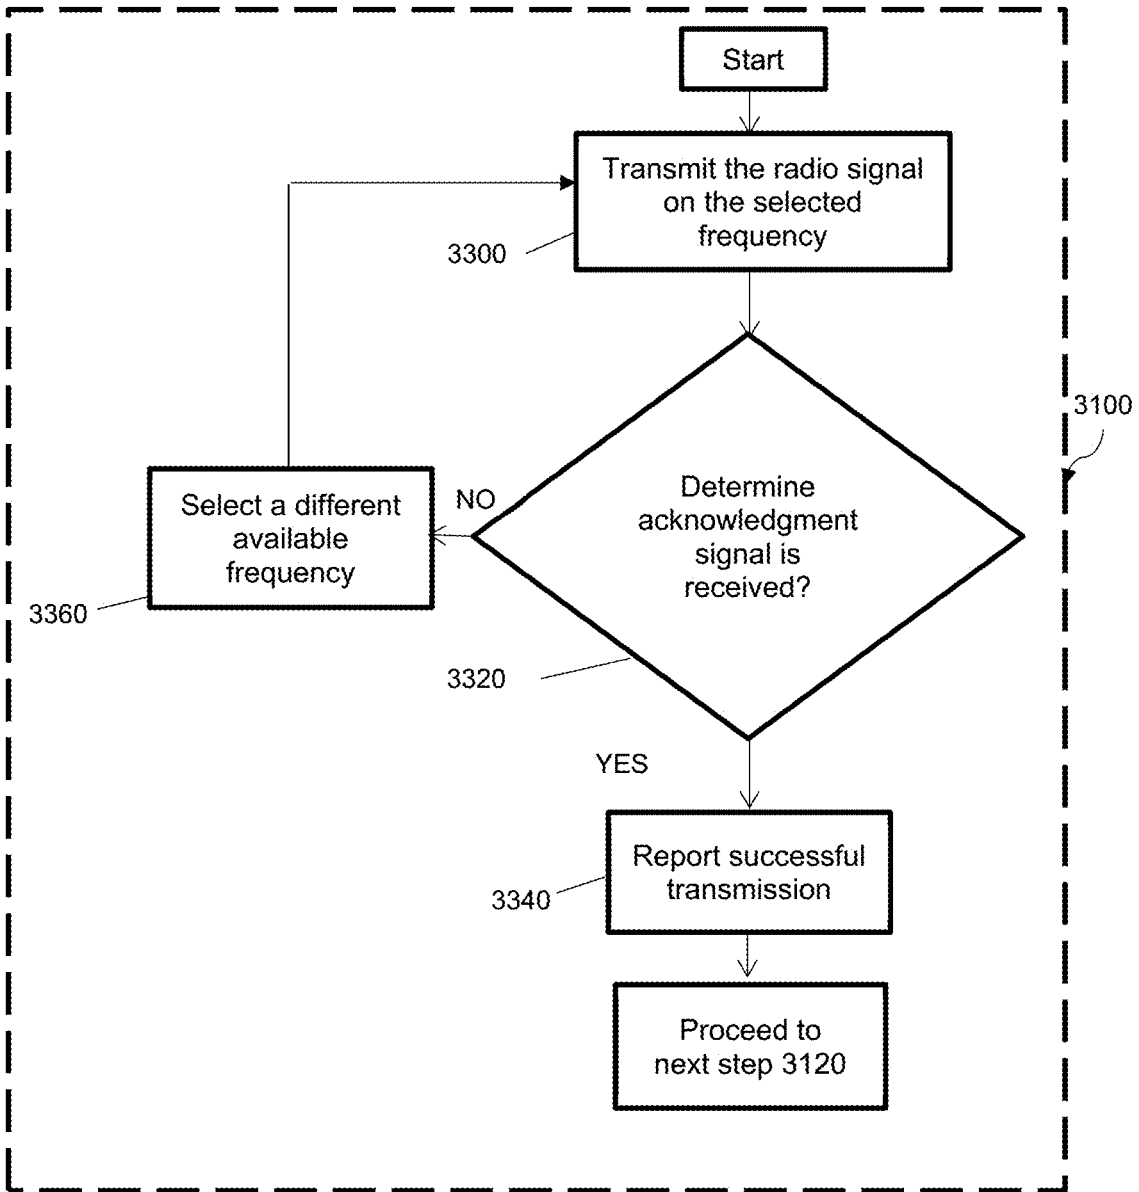 Start
Transmit the radio signal
on the selected
frequency
3300
3100
Determine
acknowledgment
signal is
received?
NO
Select a different
available
frequency
3360
3320
YES
Report successful
transmission
3340
Proceed to
next step 3120